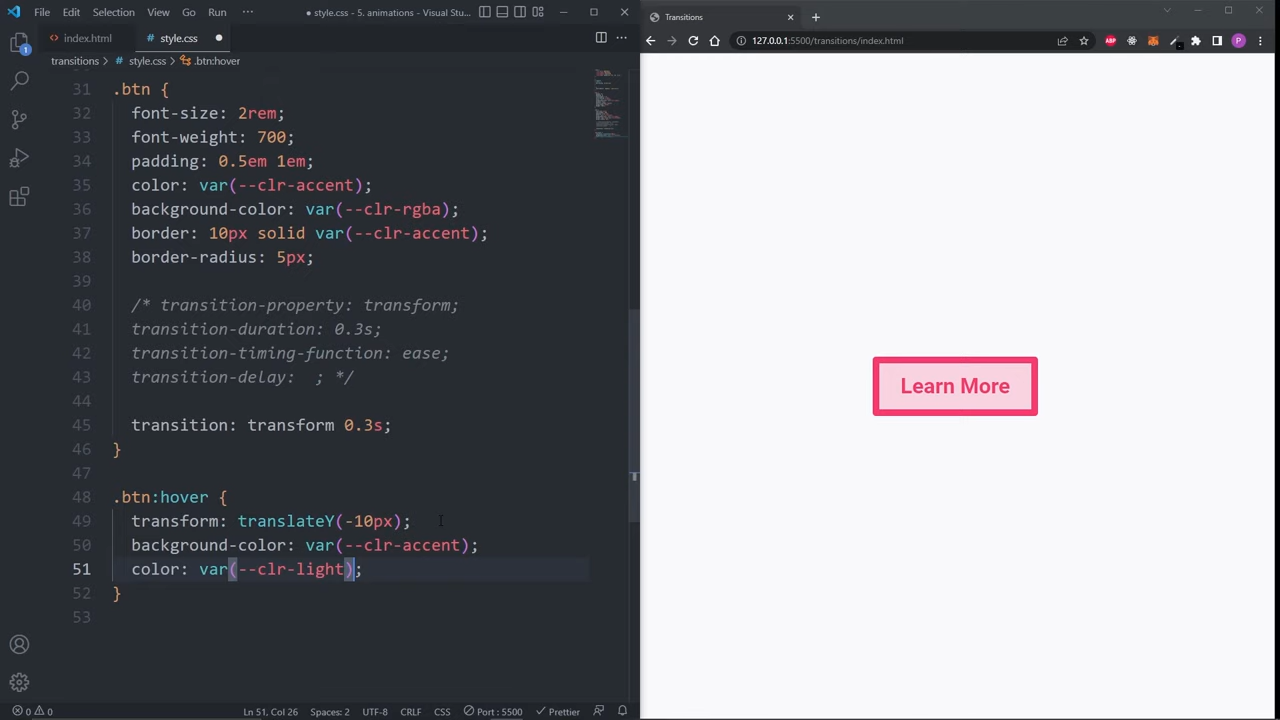 File Edit Selection View Go Run ··· ● style.css - 5. animations - Visual Stu...
index.html style.css ●
transitions > # style.css > .btn:hover
31 .btn {
32 font-size: 2rem;
33 font-weight: 700;
34 padding: 0.5em 1em;
35 color: var(--clr-accent);
36 background-color: var(--clr-rgba);
37 border: 10px solid var(--clr-accent);
38 border-radius: 5px;
39
40 /* transition-property: transform;
41 transition-duration: 0.3s;
42 transition-timing-function: ease;
43 transition-delay:  ; */
44
45 transition: transform 0.3s;
46 }
47
48 .btn:hover {
49 transform: translateY(-10px);
50 background-color: var(--clr-accent);
51 color: var(--clr-light);
52 }
53
1
0 0 Ln 51, Col 26 Spaces: 2 UTF-8 CRLF CSS Port : 5500 Prettier
Transitions
127.0.0.1:5500/transitions/index.html
ABP P
Learn More